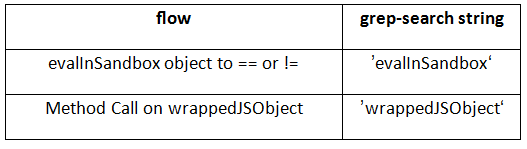 flow grep-search string
evalInSandbox object to == or != ’evalInSandbox‘
Method Call on wrappedJSObject ’wrappedJSObject‘